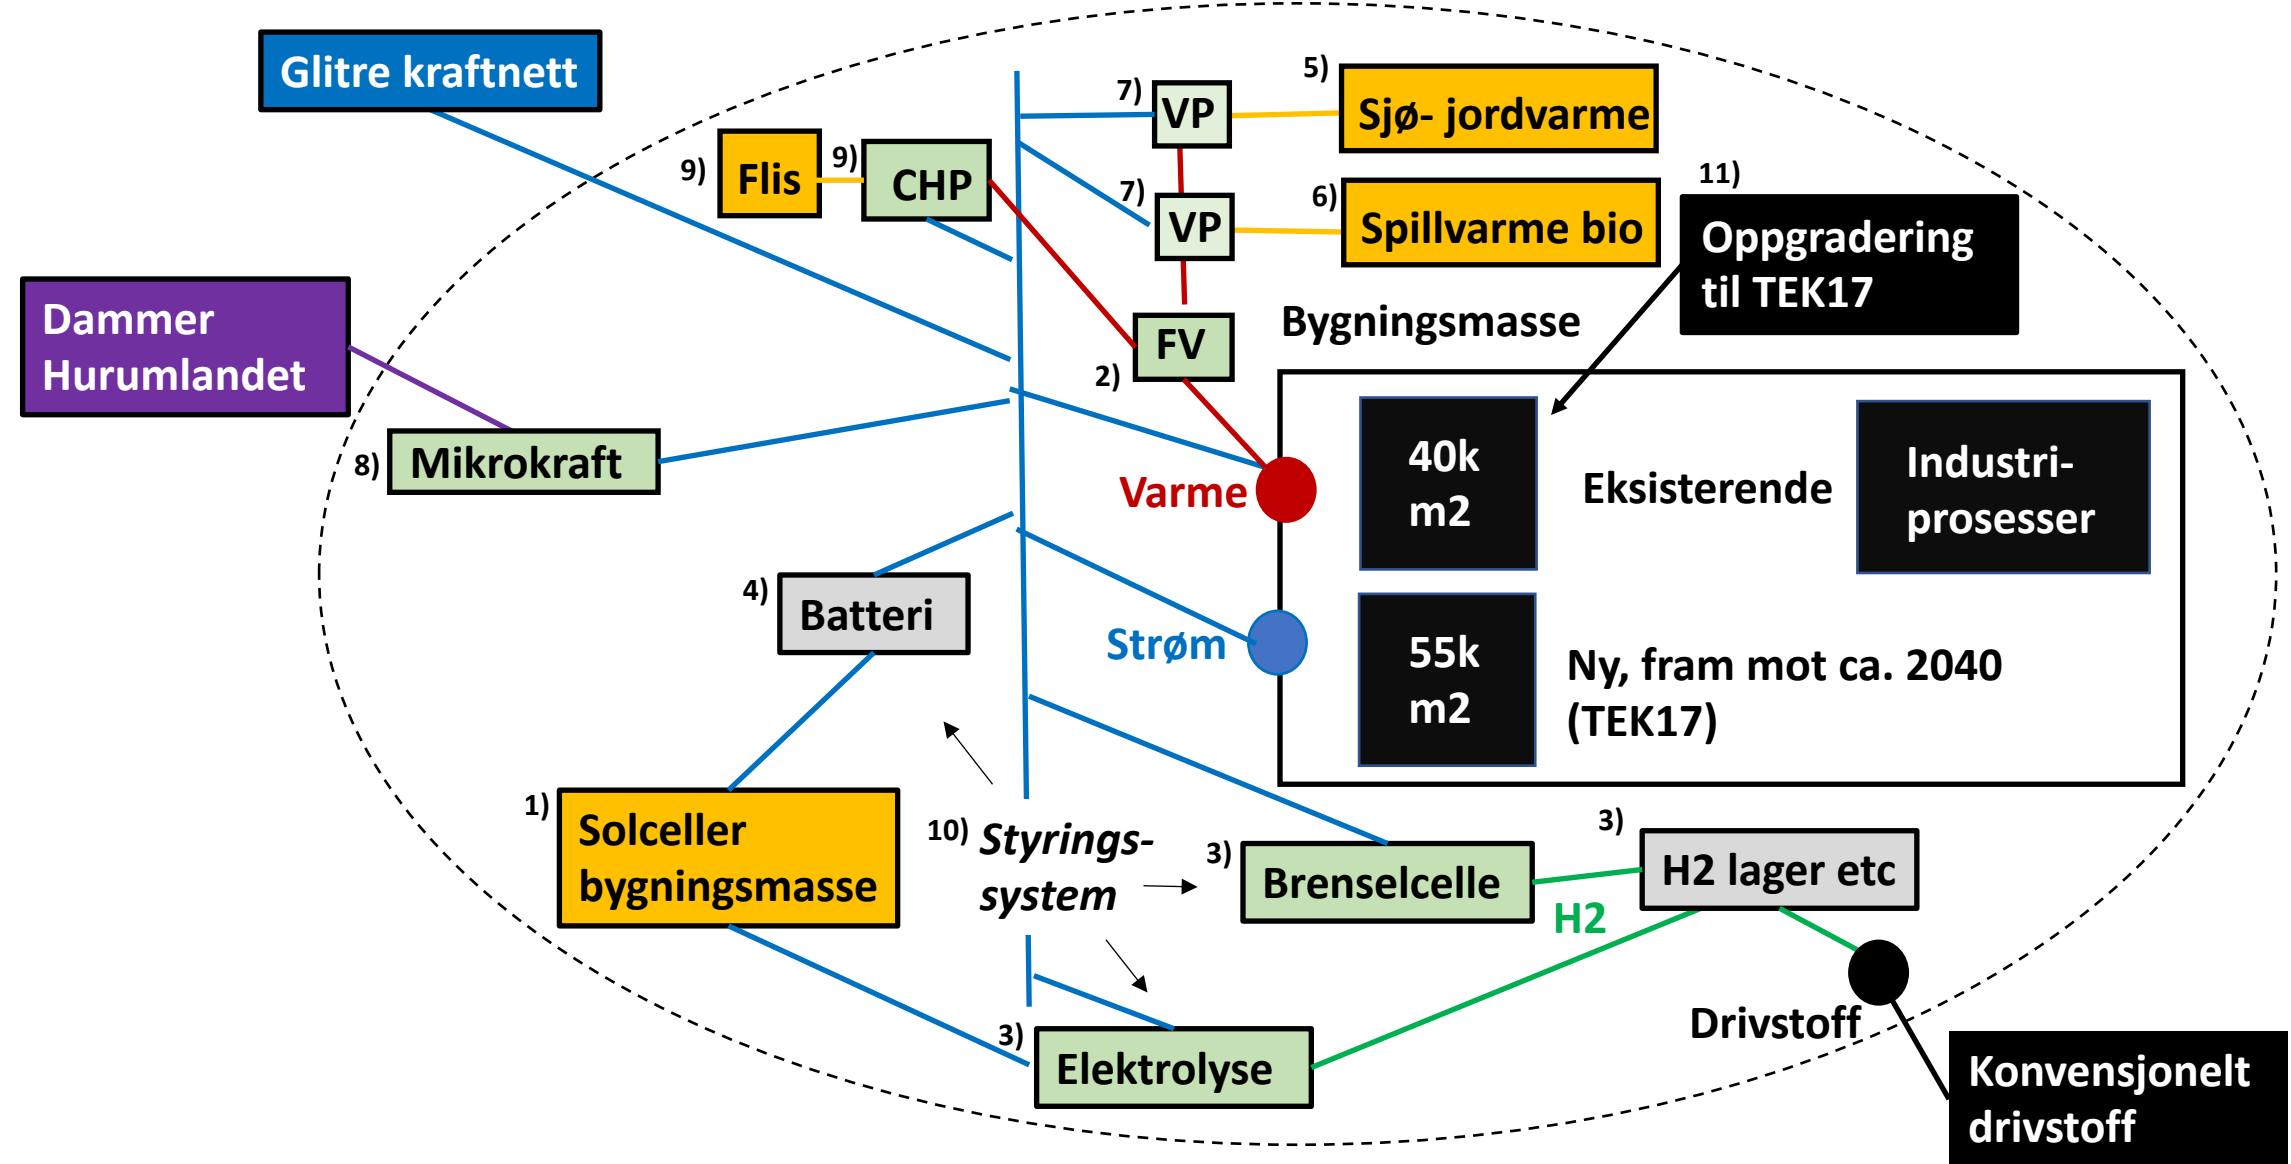 Glitre kraftnett
7)
VP
5)
Sjø- jordvarme
9)
Flis
9)
CHP
7)
VP
6)
Spillvarme bio
11)
Oppgradering
til TEK17
Dammer
Hurumlandet
FV
2)
Bygningsmasse
8)
Mikrokraft
Varme
40k
m2
Eksisterende
Industri-
prosesser
4)
Batteri
Strøm
55k
m2
Ny, fram mot ca. 2040
(TEK17)
1)
Solceller
bygningsmasse
10)
Styrings-
system
3)
Brenselcelle
3)
H2 lager etc
H2
3)
Elektrolyse
Drivstoff
Konvensjonelt
drivstoff